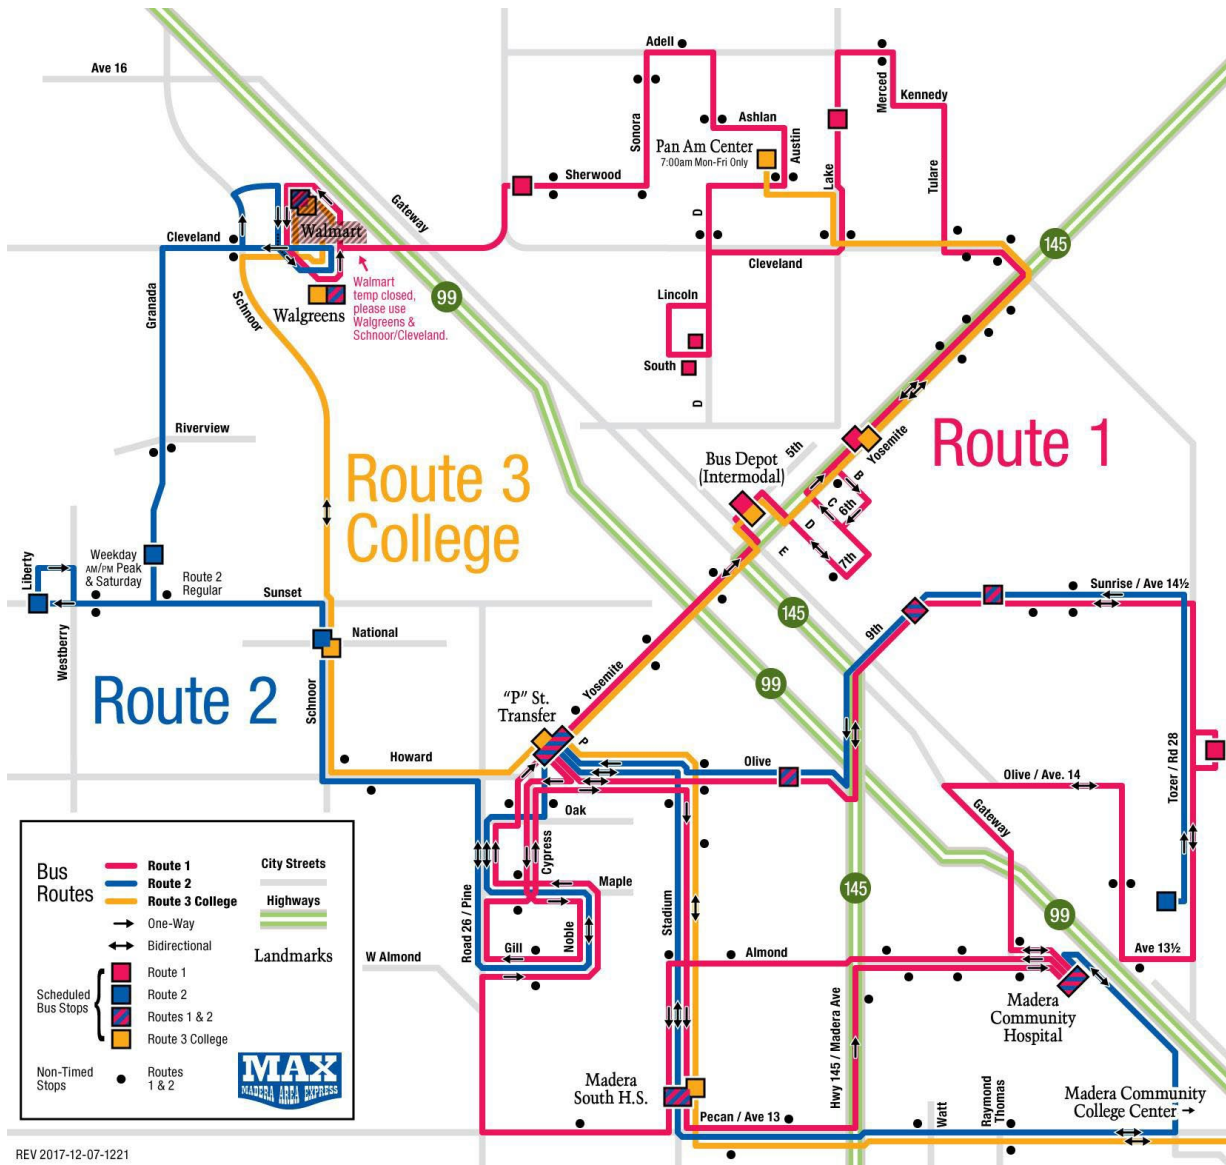 Ave 16
Adell
Merced
Kennedy
Sonora
Ashlan
Austin
Pan Am Center
7:00am Mon-Fri Only
Lake
Tulare
Sherwood
Gateway
D
Walmart
Cleveland
145
Cleveland
Walmart
temp closed,
please use
Walgreens &
Schnoor/Cleveland.
99
Granada
Schnoor
Walgreens
Lincoln
South
D
Riverview
Route 3
College
Route 1
Yosemite
5th
Bus Depot
(Intermodal)
B
C
6th
D
E
7th
Liberty
Weekday
AM/PM Peak
& Saturday
Route 2
Regular
Sunset
Sunrise / Ave 14½
145
9th
National
Westberry
Route 2
Schnoor
Yosemite
99
"P" St.
Transfer
P
Howard
Olive
Olive / Ave. 14
Tozer / Rd 28
Gateway
Oak
Cypress
Maple
Road 26 / Pine
Noble
Gill
Stadium
145
99
W Almond
Almond
Ave 13½
Hwy 145 / Madera Ave
Madera
Community
Hospital
Madera
South H.S.
Pecan / Ave 13
Watt
Raymond
Thomas
Madera Community
College Center →
Bus
Routes
Route 1
Route 2
Route 3 College
One-Way
Bidirectional
City Streets
Highways
Landmarks
Scheduled
Bus Stops
Route 1
Route 2
Routes 1 & 2
Route 3 College
Non-Timed
Stops
Routes
1 & 2
MAX
MADERA AREA EXPRESS
REV 2017-12-07-1221